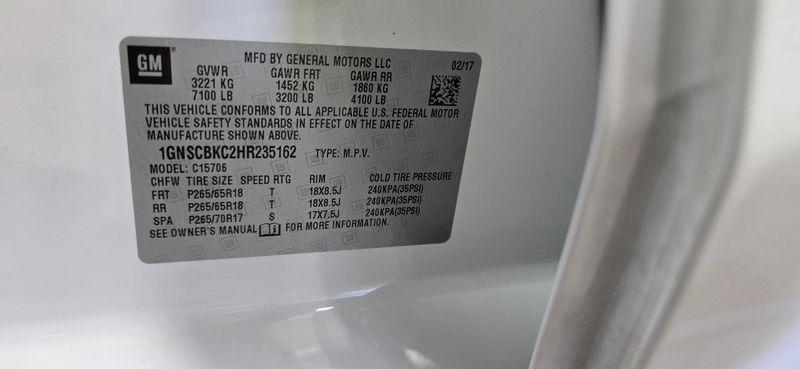 GM
MFD BY GENERAL MOTORS LLC 02/17
GVWR GAWR FRT GAWR RR
3221 KG 1452 KG 1860 KG
7100 LB 3200 LB 4100 LB
THIS VEHICLE CONFORMS TO ALL APPLICABLE U.S. FEDERAL MOTOR
VEHICLE SAFETY STANDARDS IN EFFECT ON THE DATE OF
MANUFACTURE SHOWN ABOVE.
1GNSCBKC2HR235162 TYPE: M.P.V.
MODEL: C15706
CHFW TIRE SIZE SPEED RTG RIM COLD TIRE PRESSURE
FRT P265/65R18 T 18X8.5J 240KPA(35PSI)
RR P265/65R18 T 18X8.5J 240KPA(35PSI)
SPA P265/70R17 S 17X7.5J 240KPA(35PSI)
SEE OWNER'S MANUAL FOR MORE INFORMATION.